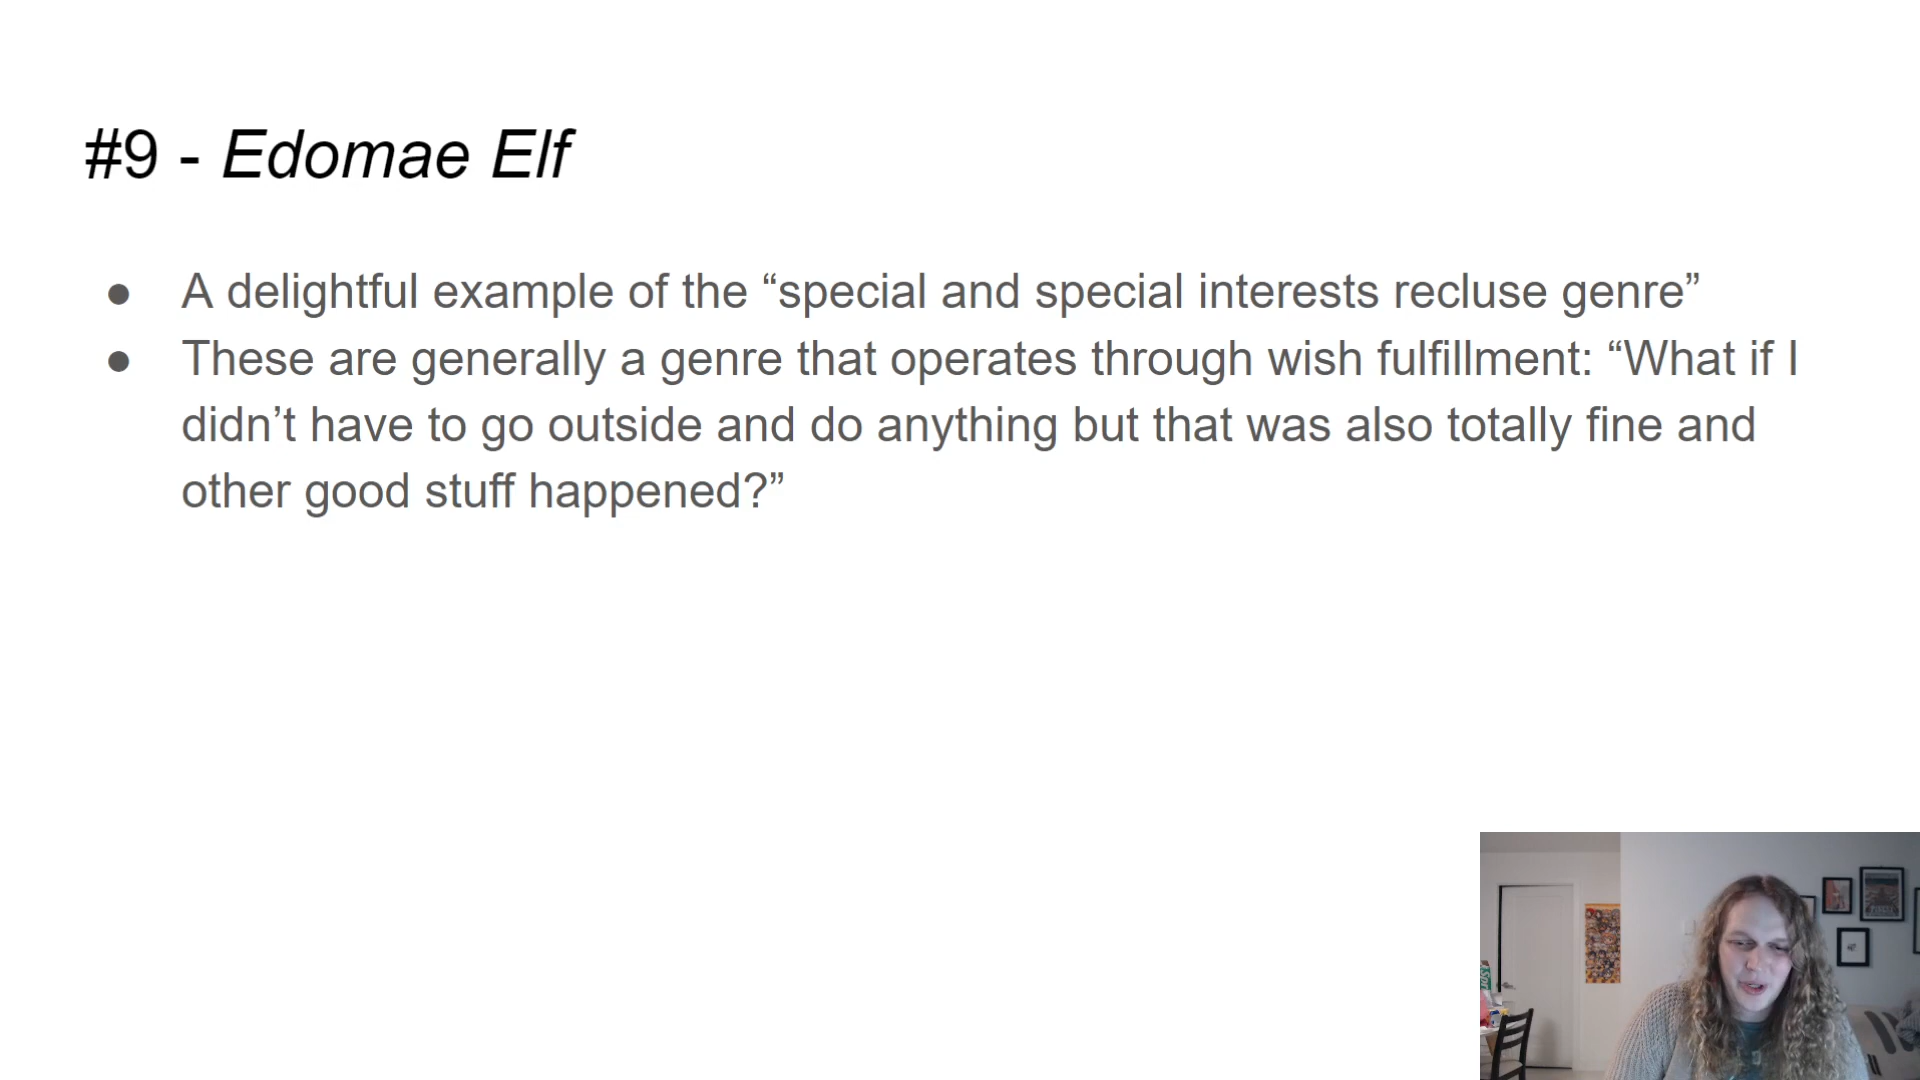 #9 - Edomae Elf
● A delightful example of the “special and special interests recluse genre”
● These are generally a genre that operates through wish fulfillment: “What if I
didn’t have to go outside and do anything but that was also totally fine and
other good stuff happened?”